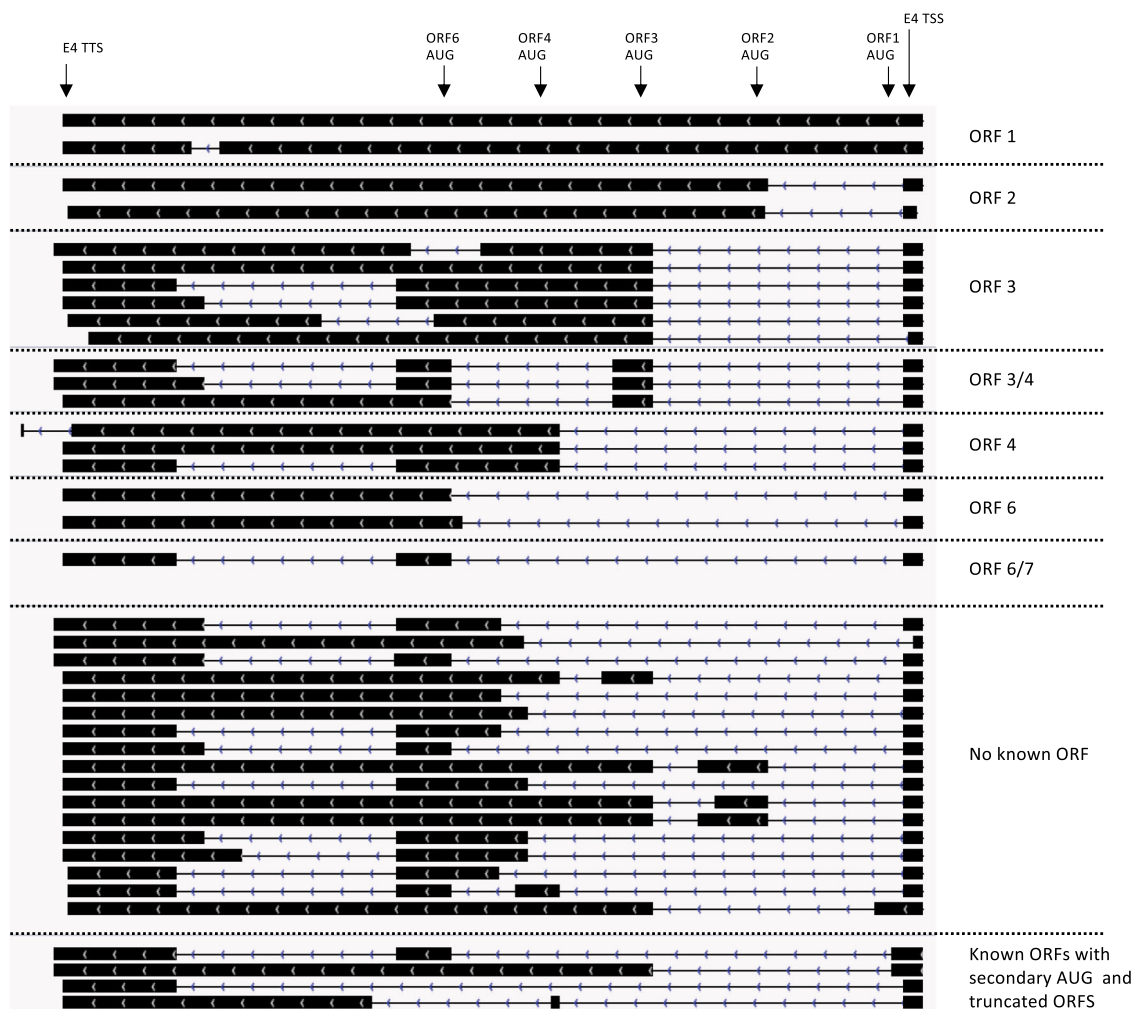 E4 TSS
E4 TTS
ORF6
AUG
ORF4
AUG
ORF3
AUG
ORF2
AUG
ORF1
AUG
ORF 1
ORF 2
ORF 3
ORF 3/4
ORF 4
ORF 6
ORF 6/7
No known ORF
Known ORFs with
secondary AUG and
truncated ORFS